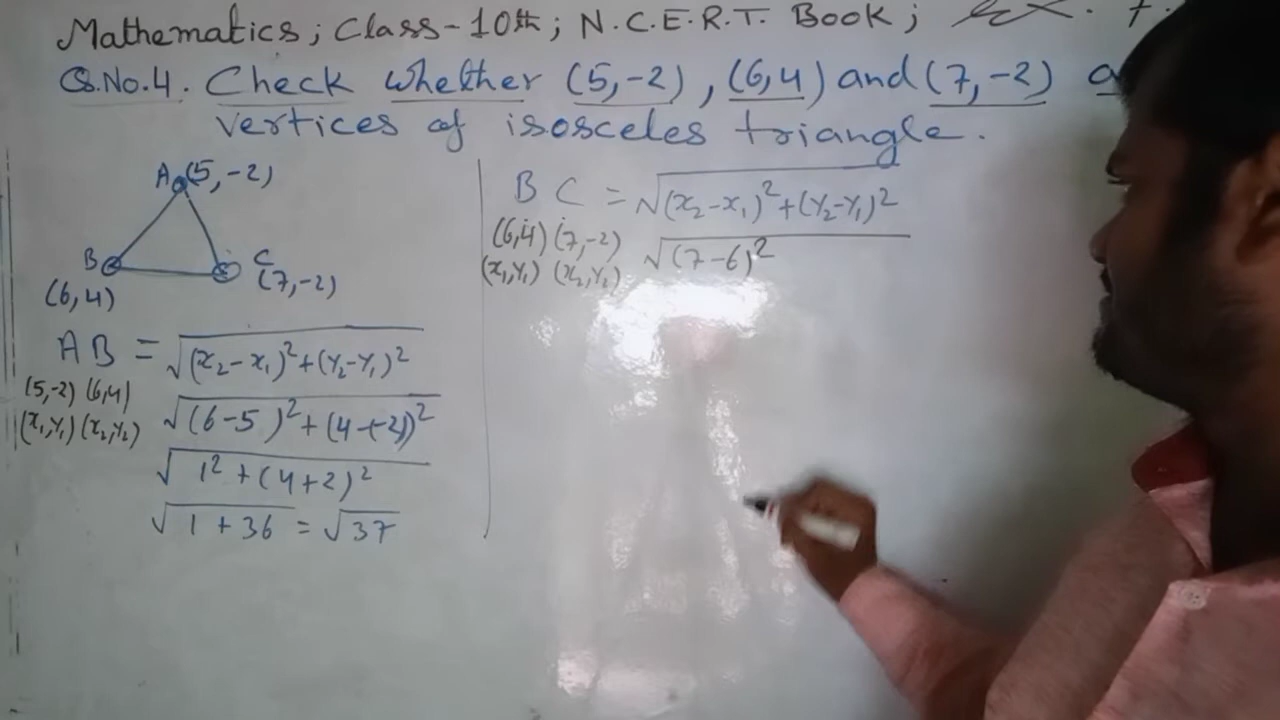 Mathematics; Class-10th; N.C.E.R.T. Book; Ex.
Q.No.4. Check whether (5,-2), (6,4) and (7,-2)
vertices of isosceles triangle.
A (5,-2)
B
(6,4)
C
(7,-2)
AB = √(x₂-x₁)²+(y₂-y₁)²
(5,-2) (6,4)
(x₁,y₁) (x₂,y₂)
√(6-5)²+(4-(-2))²
√1²+(4+2)²
√1+36 = √37
BC = √(x₂-x₁)²+(y₂-y₁)²
(6,4) (7,-2)
(x₁,y₁) (x₂,y₂)
√(7-6)²